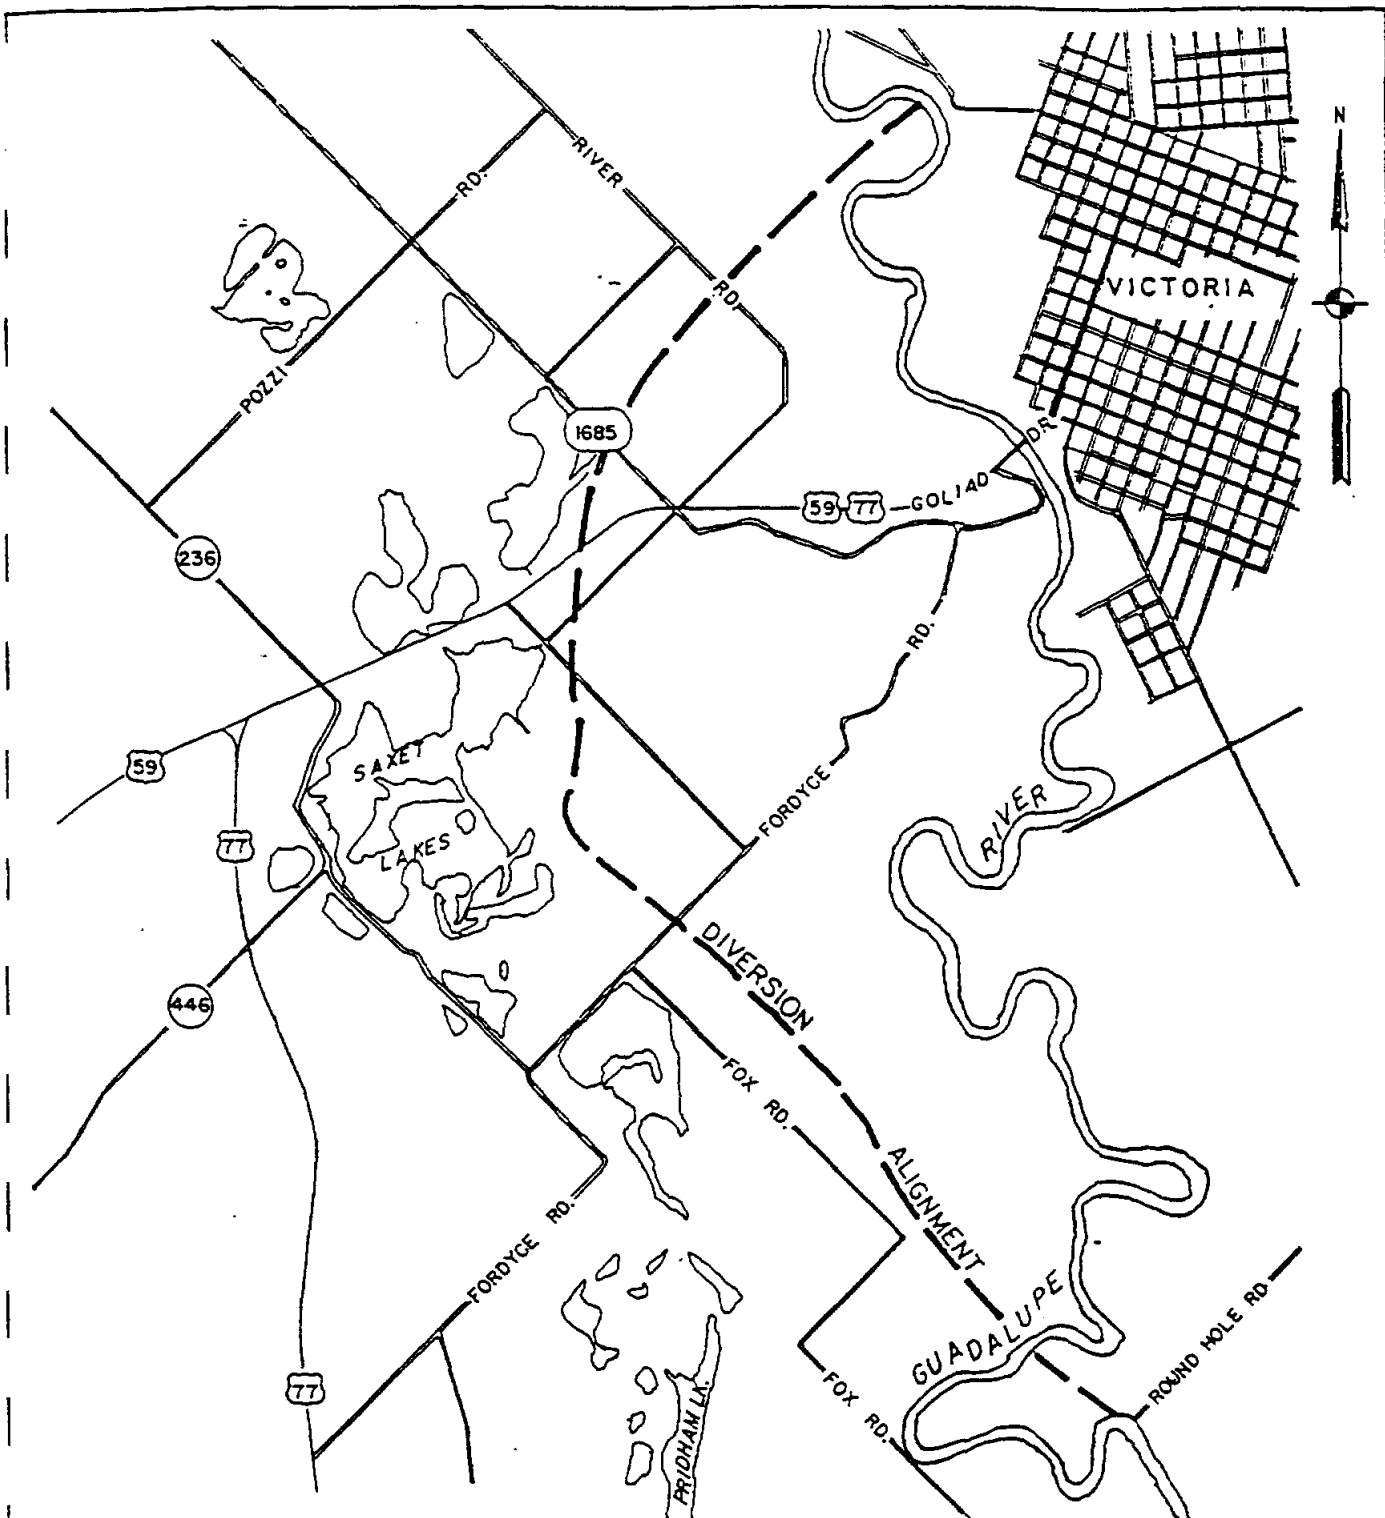 N
RIVER
RD.
RD.
VICTORIA
POZZI
1685
DR.
59 77
GOLIAD
236
RD.
SAXET
59
FORDYCE
RIVER
77
LAKES
DIVERSION
446
FOX RD.
ALIGNMENT
RD.
FORDYCE
GUADALUPE
ROUND HOLE RD
77
FOX RD.
PRIDHAM LK.